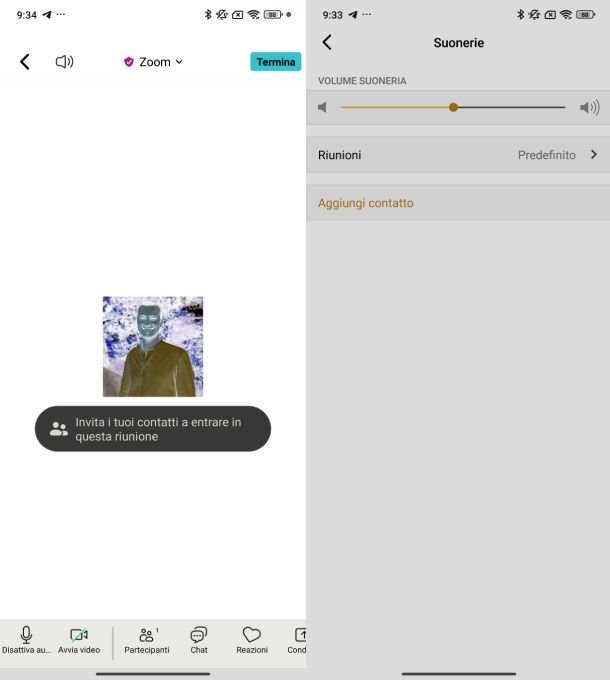 9:34 ...
88
Zoom
Termina
Invita i tuoi contatti a entrare in
questa riunione
Disattiva au...
Avvia video
1
Partecipanti
Chat
Reazioni
Cond
9:33 ...
88
Suonerie
VOLUME SUONERIA
Riunioni
Predefinito
Aggiungi contatto